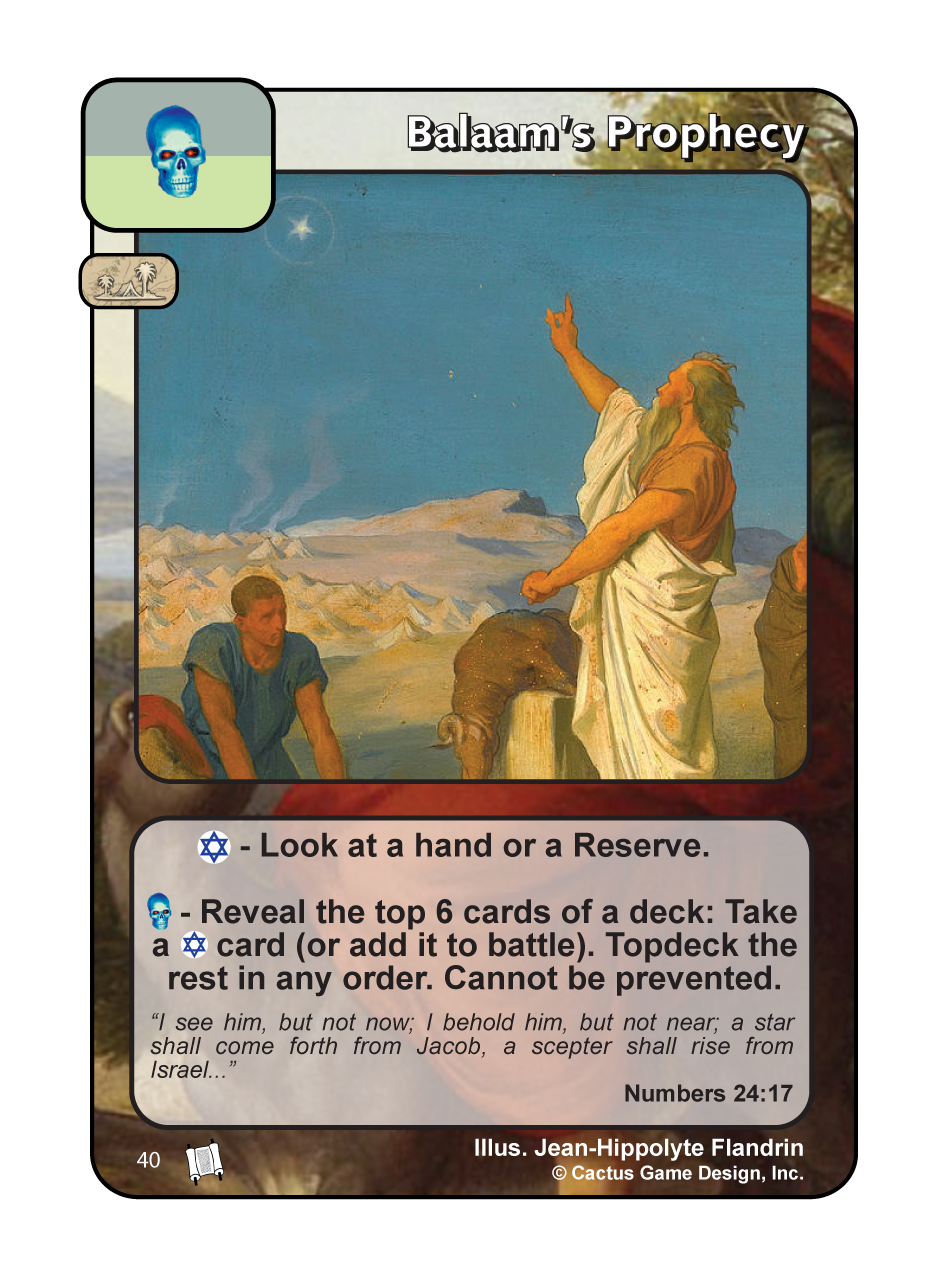 Balaam's Prophecy
- Look at a hand or a Reserve.
- Reveal the top 6 cards of a deck: Take
a card (or add it to battle). Topdeck the
rest in any order. Cannot be prevented.
“I see him, but not now; I behold him, but not near; a star
shall come forth from Jacob, a scepter shall rise from
Israel...”
Numbers 24:17
40
Illus. Jean-Hippolyte Flandrin
© Cactus Game Design, Inc.